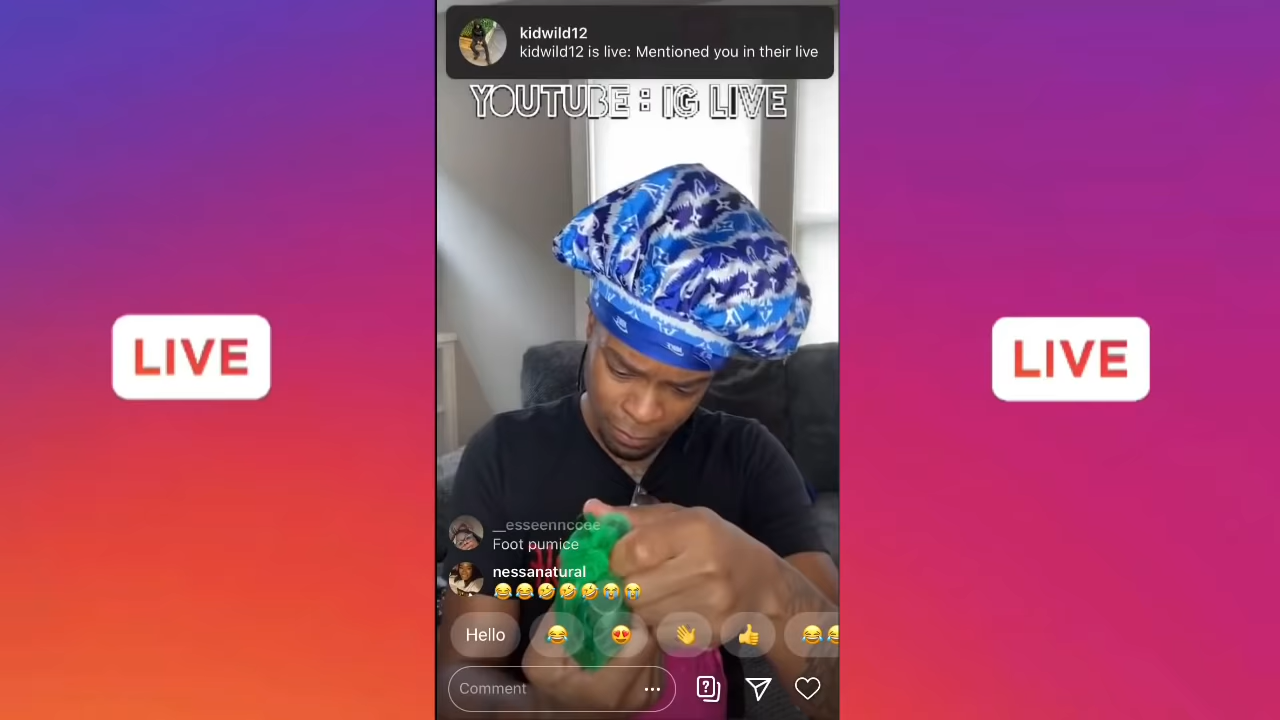 kidwild12
kidwild12 is live: Mentioned you in their live
YOUTUBE : IG LIVE
LIVE
LIVE
__esseennccee
Foot pumice
nessanatural
😂😂🤣🤣🤣😭😭
Hello
😂 😍 👋 👍 😂😂
Comment